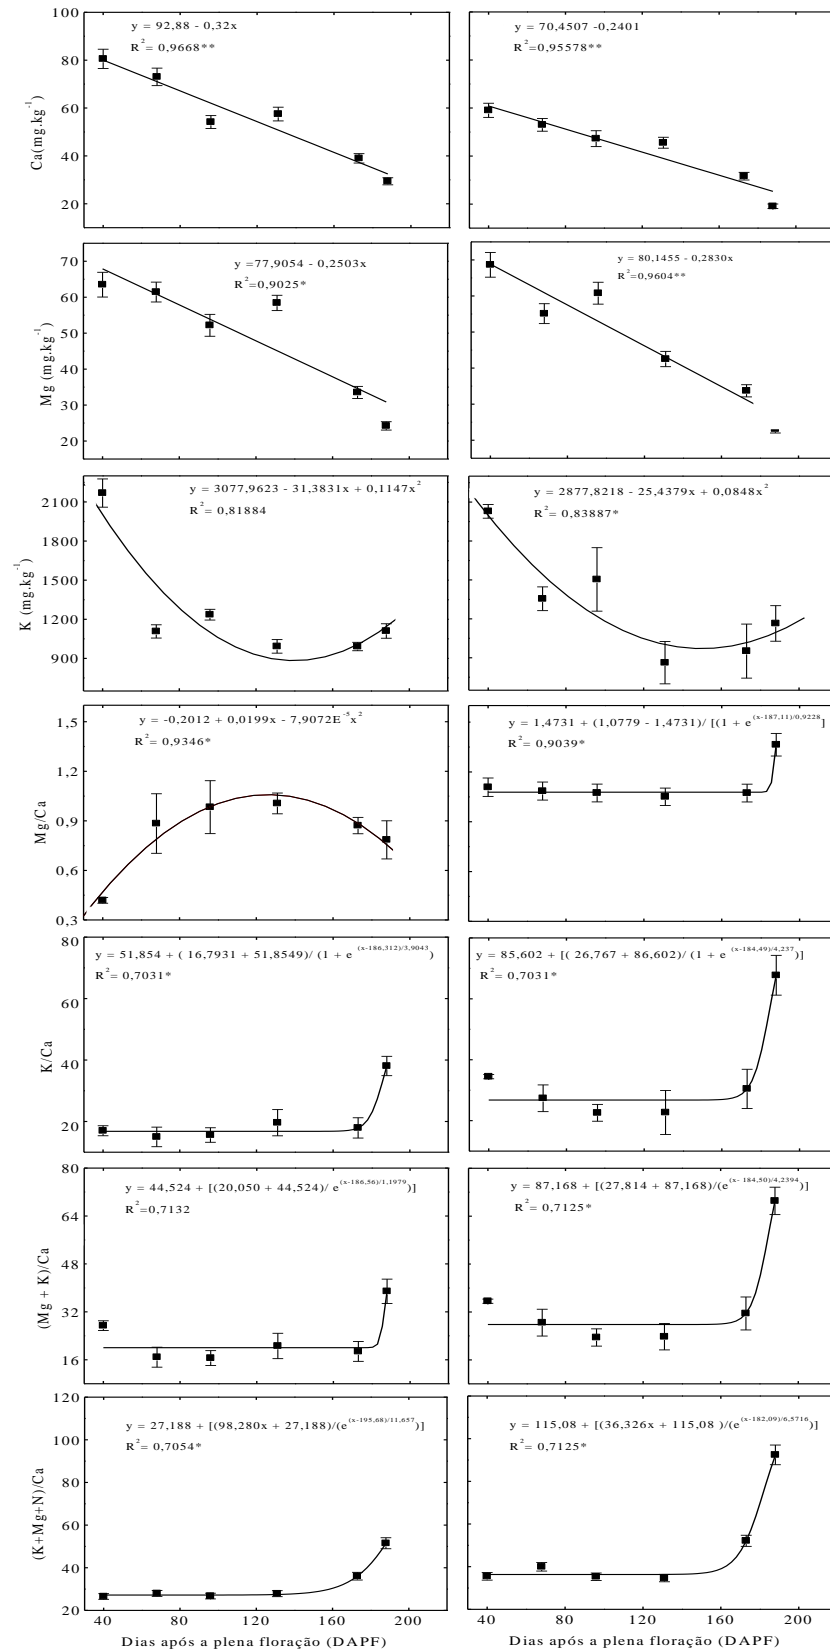 y = 92,88 - 0,32x
R² = 0,9668**
Ca(mg.kg⁻¹)
100
80
60
40
20
y = 70,4507 -0,2401
R² = 0,95578**
y =77,9054 - 0,2503x
R²=0,9025*
Mg (mg.kg⁻¹)
70
60
50
40
30
20
y = 80,1455 - 0,2830x
R²=0,9604**
y = 3077,9623 - 31,3831x + 0,1147x²
R² = 0,81884
K (mg.kg⁻¹)
2100
1800
1500
1200
900
y = 2877,8218 - 25,4379x + 0,0848x²
R² = 0,83887*
y = -0,2012 + 0,0199x - 7,9072E⁻⁵x²
R² = 0,9346*
Mg/Ca
1,5
1,2
0,9
0,6
0,3
y = 1,4731 + (1,0779 - 1,4731)/ [(1 + e^(x-187,11)/0,9228]
R² = 0,9039*
y = 51,854 + ( 16,7931 + 51,8549)/ (1 + e^(x-186,312)/3,9043)
R² = 0,7031*
K/Ca
80
60
40
20
y = 85,602 + [( 26,767 + 86,602)/ (1 + e^(x-184,49)/4,237)]
R² = 0,7031*
y = 44,524 + [(20,050 + 44,524)/ e^(x-186,56)/1,1979)]
R²=0,7132
(Mg + K)/Ca
80
64
48
32
16
y = 87,168 + [(27,814 + 87,168)/(e^(x- 184,50)/4,2394)]
R² = 0,7125*
y = 27,188 + [(98,280x + 27,188)/(e^(x-195,68)/11,657)]
R² = 0,7054*
(K+Mg+N)/Ca
120
100
80
60
40
20
y = 115,08 + [(36,326x + 115,08 )/(e^(x-182,09)/6,5716)]
R² = 0,7125*
40 80 120 160 200
40 80 120 160 200
Dias após a plena floração (DAPF)
Dias após a plena floração (DAPF)